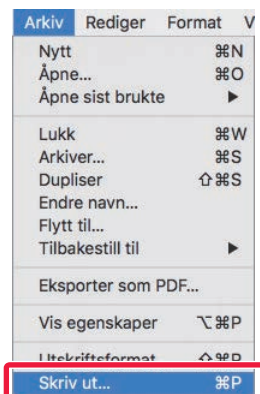 Arkiv Rediger Format V
Nytt ⌘N
Åpne... ⌘O
Åpne sist brukte ▶
Lukk ⌘W
Arkiver... ⌘S
Dupliser ⇧⌘S
Endre navn...
Flytt til...
Tilbakestill til ▶
Eksporter som PDF...
Vis egenskaper ⌥⌘P
Utskriftsformat ⇧⌘P
Skriv ut... ⌘P